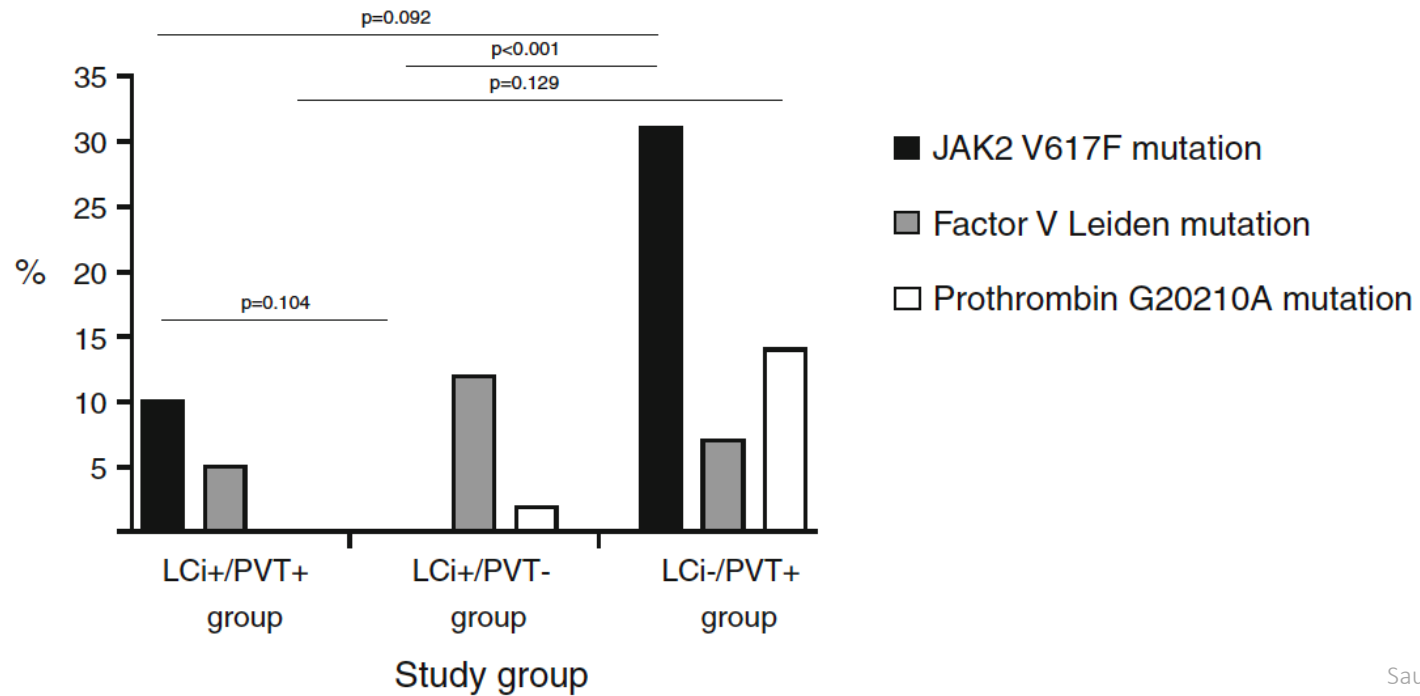 p=0.092
p<0.001
p=0.129
35
30
25
20
15
10
5
%
p=0.104
JAK2 V617F mutation
Factor V Leiden mutation
Prothrombin G20210A mutation
LCi+/PVT+
group
LCi+/PVT-
group
LCi-/PVT+
group
Study group
Sau